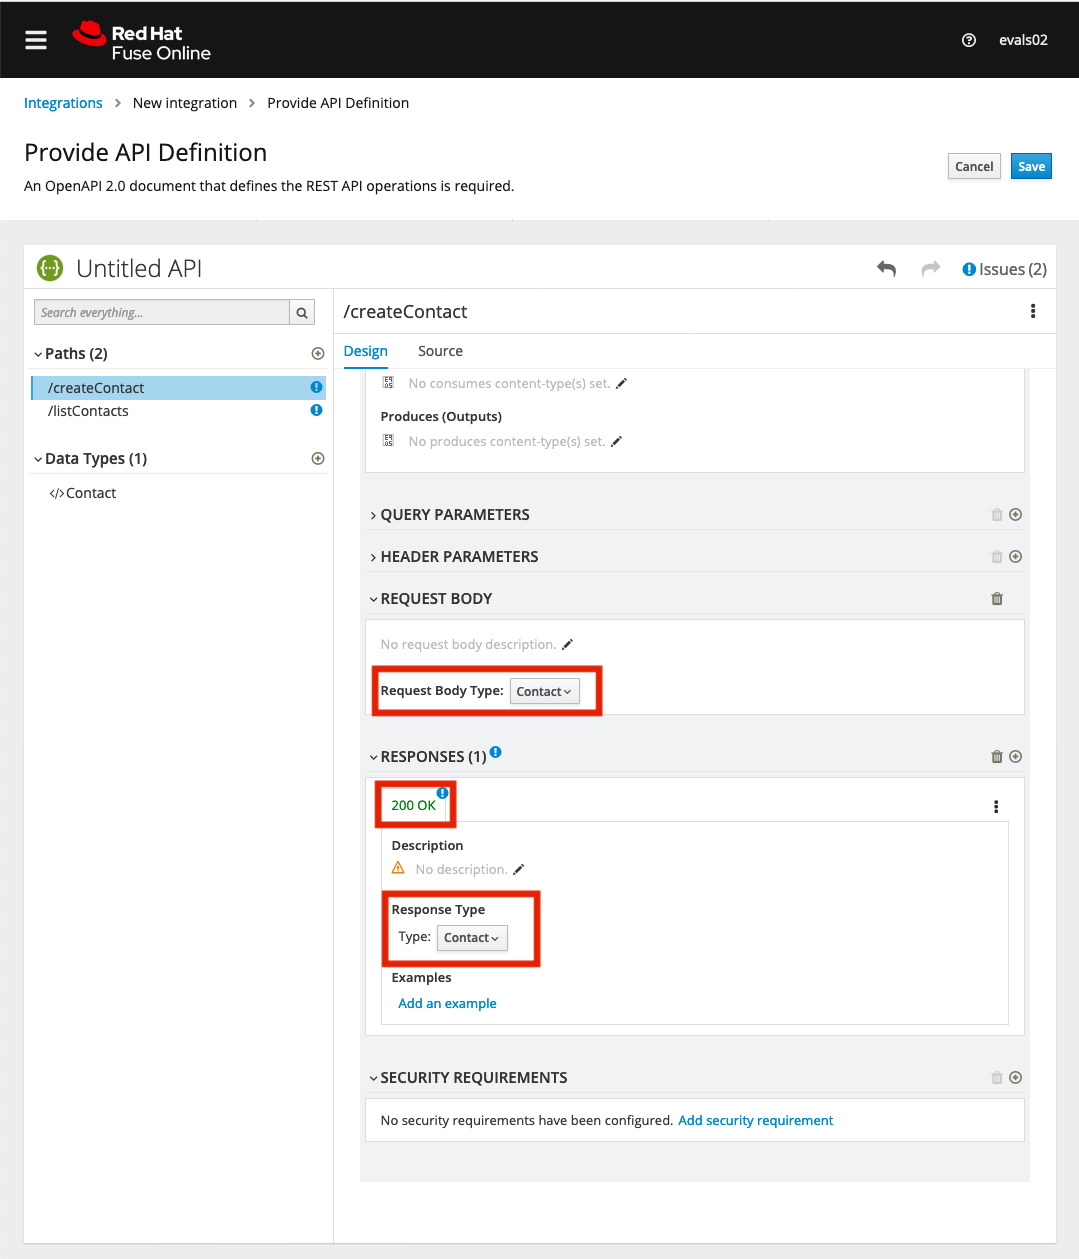 Red Hat
Fuse Online
evals02
Integrations > New integration > Provide API Definition
Provide API Definition
An OpenAPI 2.0 document that defines the REST API operations is required.
Cancel
Save
Untitled API
Issues (2)
Search everything...
Paths (2)
/createContact
/listContacts
Data Types (1)
</> Contact
/createContact
Design
Source
No consumes content-type(s) set.
Produces (Outputs)
No produces content-type(s) set.
QUERY PARAMETERS
HEADER PARAMETERS
REQUEST BODY
No request body description.
Request Body Type: Contact
RESPONSES (1)
200 OK
Description
No description.
Response Type
Type: Contact
Examples
Add an example
SECURITY REQUIREMENTS
No security requirements have been configured. Add security requirement